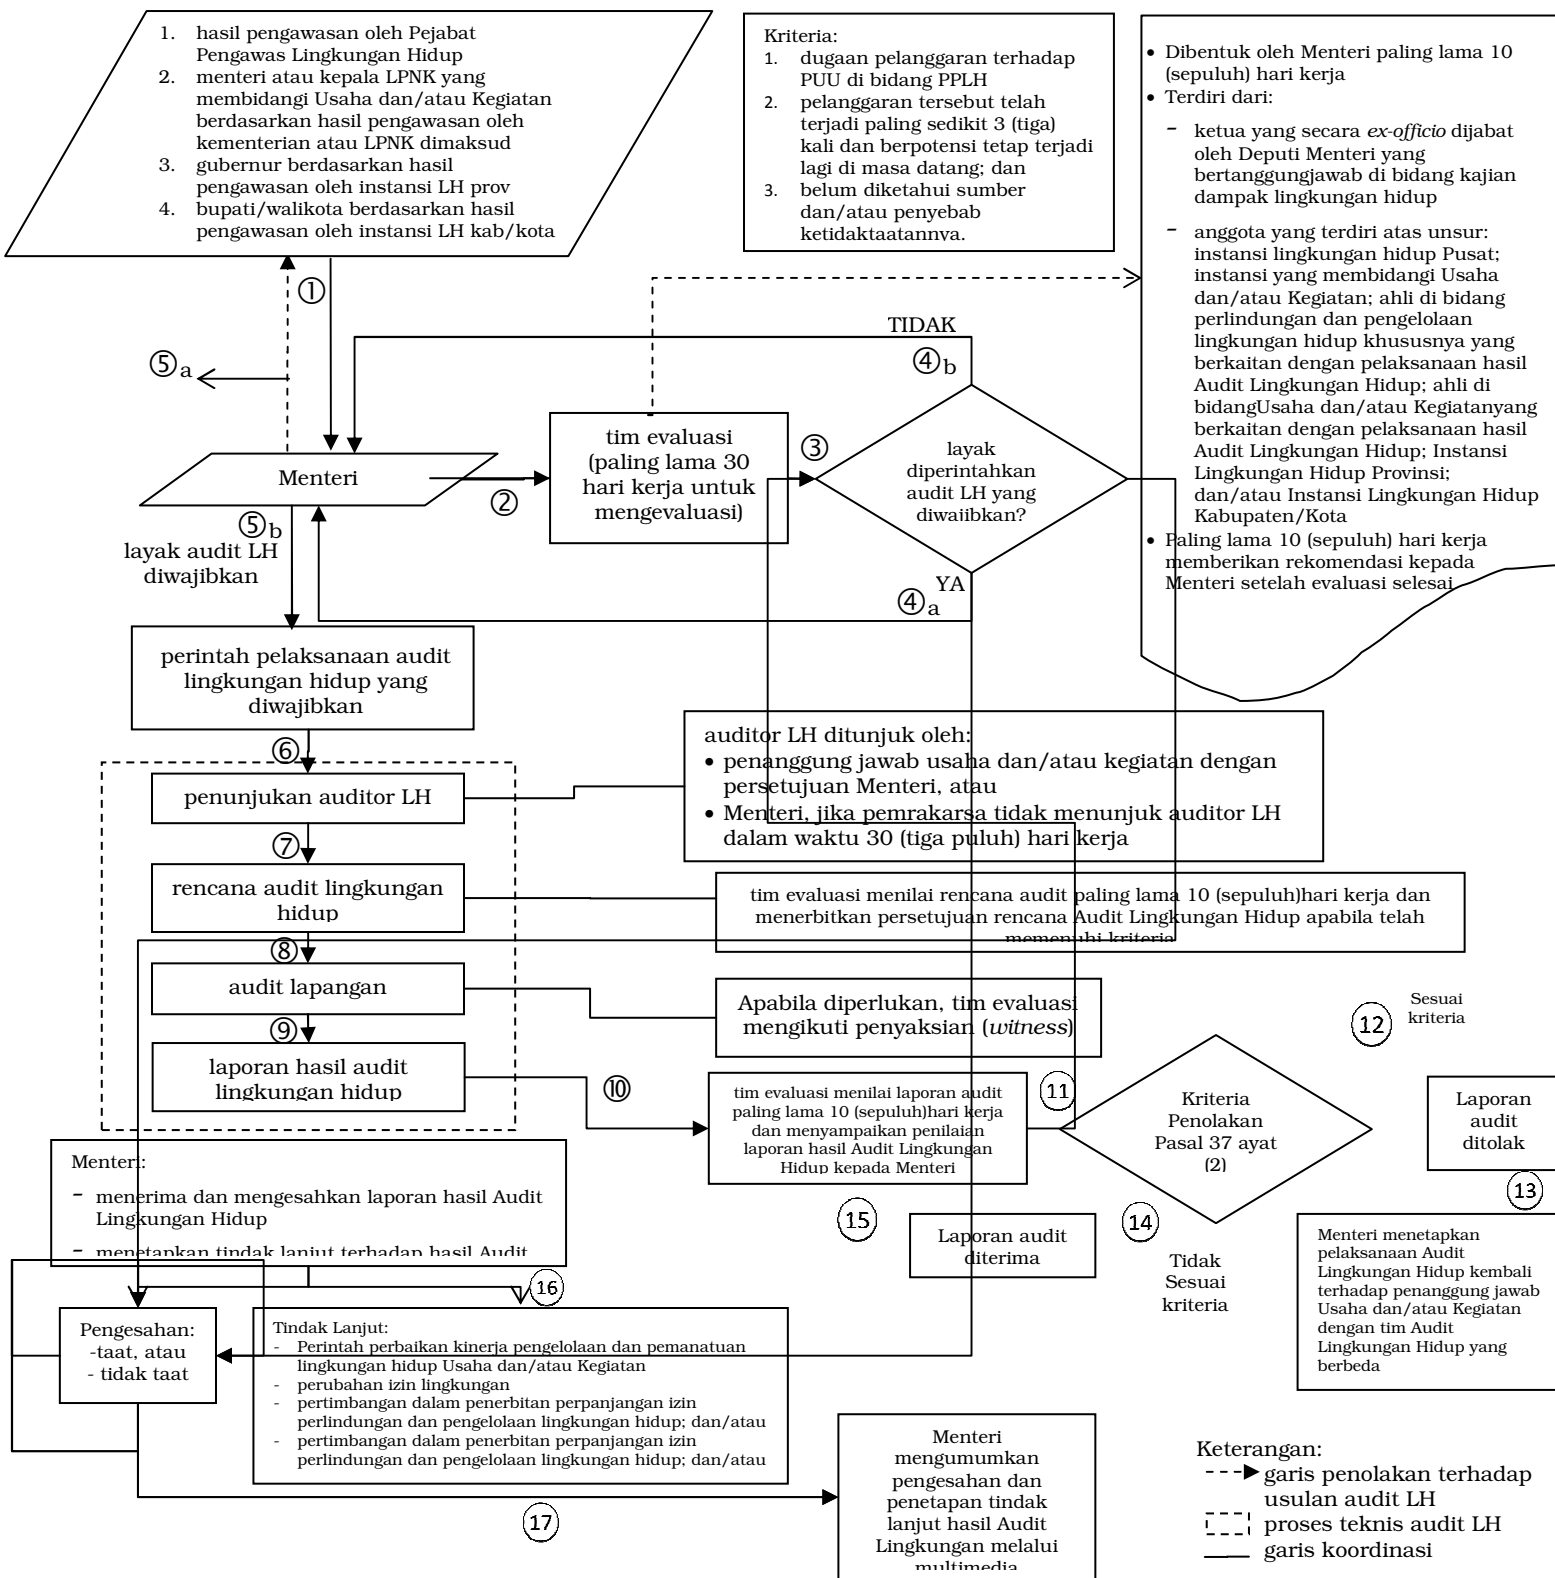 1. hasil pengawasan oleh Pejabat
Pengawas Lingkungan Hidup
2. menteri atau kepala LPNK yang
membidangi Usaha dan/atau Kegiatan
berdasarkan hasil pengawasan oleh
kementerian atau LPNK dimaksud
3. gubernur berdasarkan hasil
pengawasan oleh instansi LH prov
4. bupati/walikota berdasarkan hasil
pengawasan oleh instansi LH kab/kota
Kriteria:
1. dugaan pelanggaran terhadap
PUU di bidang PPLH
2. pelanggaran tersebut telah
terjadi paling sedikit 3 (tiga)
kali dan berpotensi tetap terjadi
lagi di masa datang; dan
3. belum diketahui sumber
dan/atau penyebab
ketidaktaatannya.
• Dibentuk oleh Menteri paling lama 10
(sepuluh) hari kerja
• Terdiri dari:
- ketua yang secara ex-officio dijabat
oleh Deputi Menteri yang
bertanggungjawab di bidang kajian
dampak lingkungan hidup
- anggota yang terdiri atas unsur:
instansi lingkungan hidup Pusat;
instansi yang membidangi Usaha
dan/atau Kegiatan; ahli di bidang
perlindungan dan pengelolaan
lingkungan hidup khususnya yang
berkaitan dengan pelaksanaan hasil
Audit Lingkungan Hidup; ahli di
bidangUsaha dan/atau Kegiatanyang
berkaitan dengan pelaksanaan hasil
Audit Lingkungan Hidup; Instansi
Lingkungan Hidup Provinsi;
dan/atau Instansi Lingkungan Hidup
Kabupaten/Kota
• Paling lama 10 (sepuluh) hari kerja
memberikan rekomendasi kepada
Menteri setelah evaluasi selesai
①
TIDAK
④b
⑤a
Menteri
②
tim evaluasi
(paling lama 30
hari kerja untuk
mengevaluasi)
③
layak
diperintahkan
audit LH yang
diwajibkan?
⑤b
layak audit LH
diwajibkan
YA
④a
perintah pelaksanaan audit
lingkungan hidup yang
diwajibkan
⑥
penunjukan auditor LH
auditor LH ditunjuk oleh:
• penanggung jawab usaha dan/atau kegiatan dengan
persetujuan Menteri, atau
• Menteri, jika pemrakarsa tidak menunjuk auditor LH
dalam waktu 30 (tiga puluh) hari kerja
⑦
rencana audit lingkungan
hidup
tim evaluasi menilai rencana audit paling lama 10 (sepuluh)hari kerja dan
menerbitkan persetujuan rencana Audit Lingkungan Hidup apabila telah
memenuhi kriteria
⑧
audit lapangan
Apabila diperlukan, tim evaluasi
mengikuti penyaksian (witness)
⑨
laporan hasil audit
lingkungan hidup
⑩
tim evaluasi menilai laporan audit
paling lama 10 (sepuluh)hari kerja
dan menyampaikan penilaian
laporan hasil Audit Lingkungan
Hidup kepada Menteri
⑪
Kriteria
Penolakan
Pasal 37 ayat
(2)
⑫
Sesuai
kriteria
Laporan
audit
ditolak
⑬
Menteri menetapkan
pelaksanaan Audit
Lingkungan Hidup kembali
terhadap penanggung jawab
Usaha dan/atau Kegiatan
dengan tim Audit
Lingkungan Hidup yang
berbeda
⑭
Tidak
Sesuai
kriteria
⑮
Laporan audit
diterima
Menteri:
- menerima dan mengesahkan laporan hasil Audit
Lingkungan Hidup
- menetapkan tindak lanjut terhadap hasil Audit
⑯
Pengesahan:
-taat, atau
- tidak taat
Tindak Lanjut:
- Perintah perbaikan kinerja pengelolaan dan pemanatuan
lingkungan hidup Usaha dan/atau Kegiatan
- perubahan izin lingkungan
- pertimbangan dalam penerbitan perpanjangan izin
perlindungan dan pengelolaan lingkungan hidup; dan/atau
- pertimbangan dalam penerbitan perpanjangan izin
perlindungan dan pengelolaan lingkungan hidup; dan/atau
⑰
Menteri
mengumumkan
pengesahan dan
penetapan tindak
lanjut hasil Audit
Lingkungan melalui
multimedia
Keterangan:
garis penolakan terhadap
usulan audit LH
proses teknis audit LH
garis koordinasi